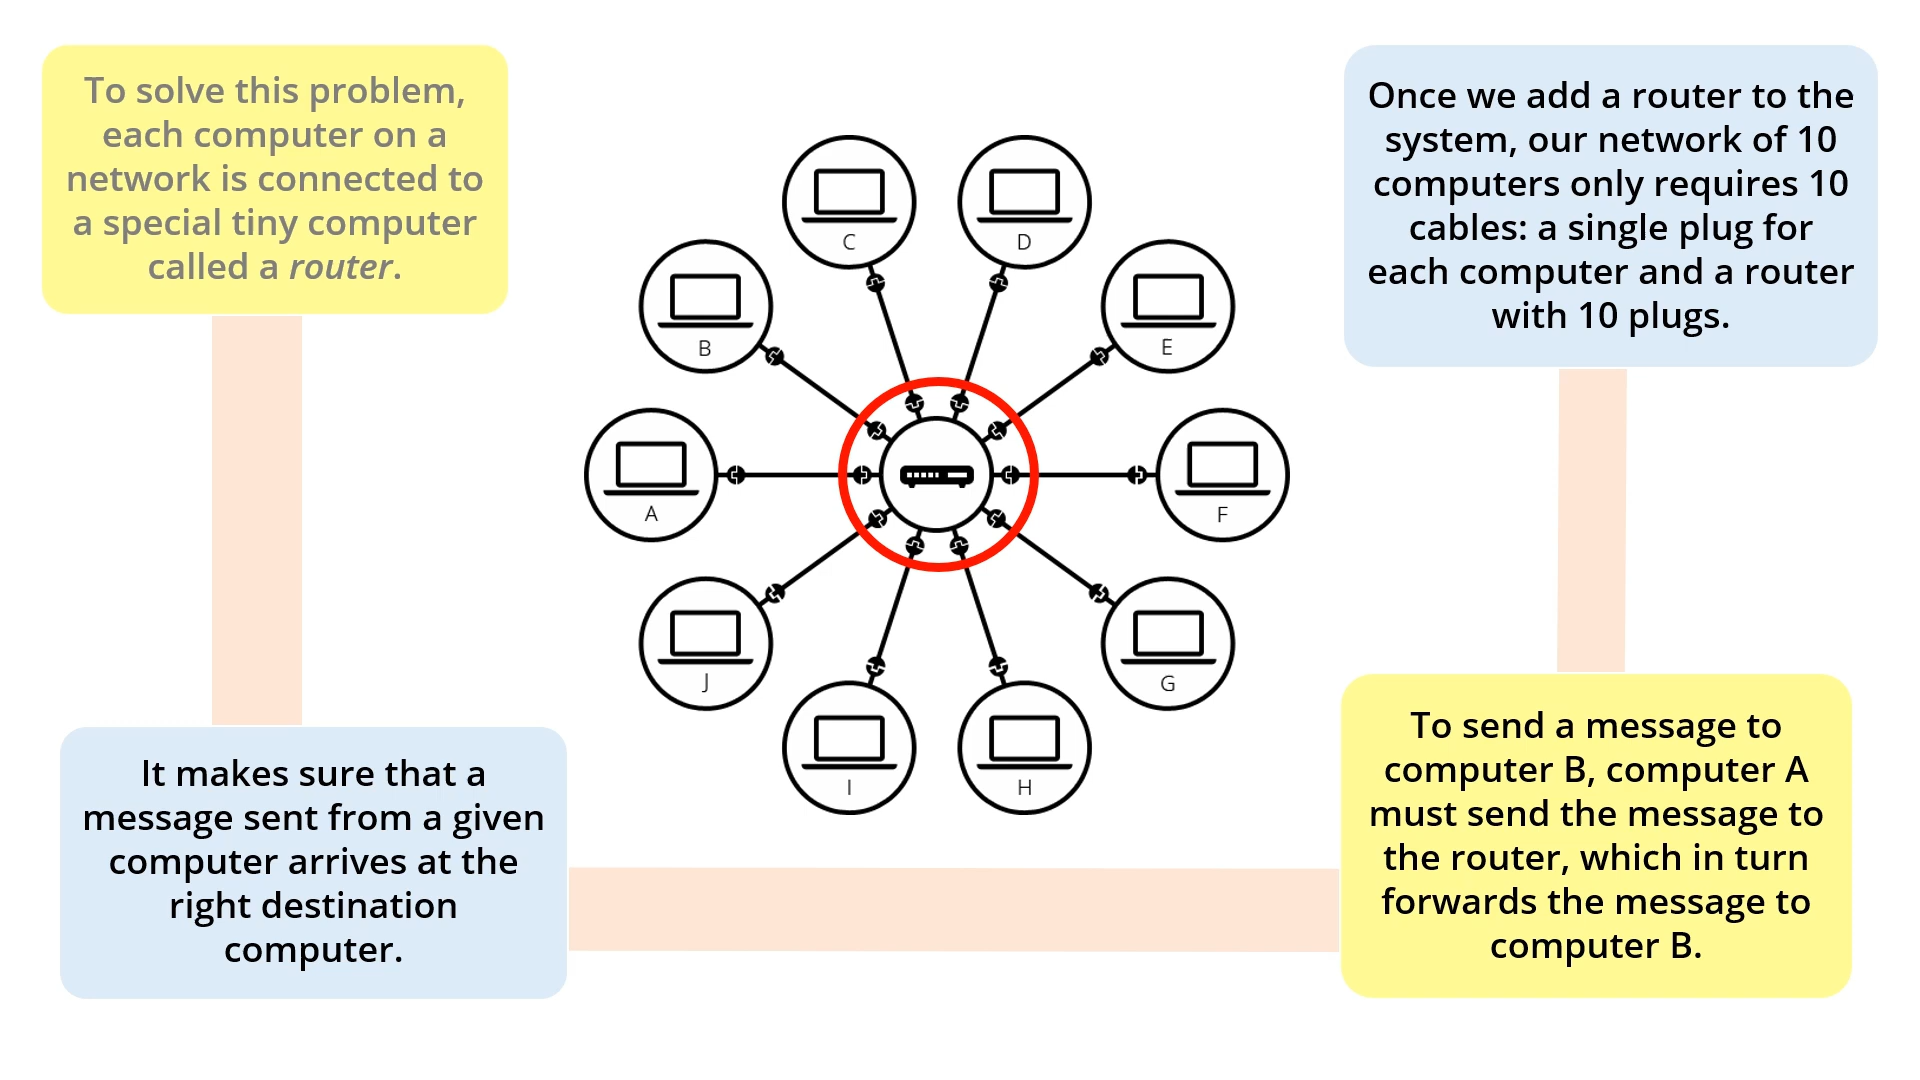 To solve this problem,
each computer on a
network is connected to
a special tiny computer
called a router.
It makes sure that a
message sent from a given
computer arrives at the
right destination
computer.
To send a message to
computer B, computer A
must send the message to
the router, which in turn
forwards the message to
computer B.
Once we add a router to the
system, our network of 10
computers only requires 10
cables: a single plug for
each computer and a router
with 10 plugs.
A
B
C
D
E
F
G
H
I
J